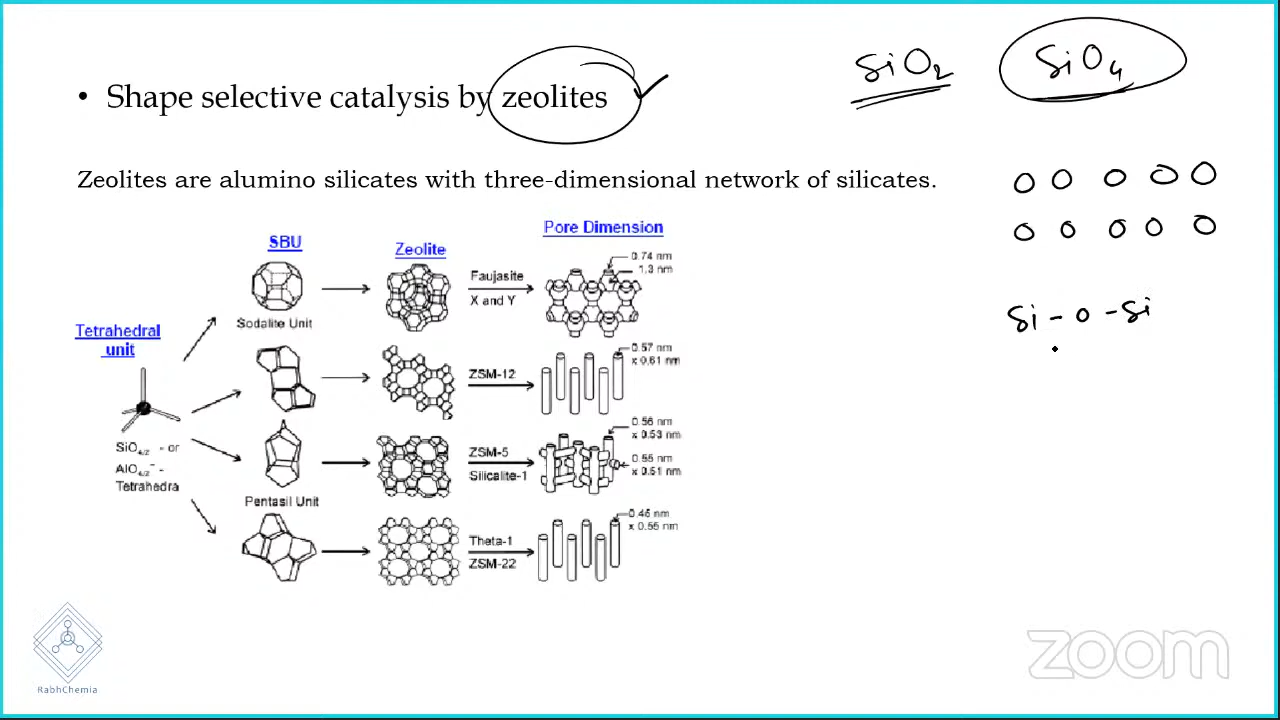 SiO2 SiO4
• Shape selective catalysis by zeolites
Zeolites are alumino silicates with three-dimensional network of silicates.
Si - O - Si
SBU
Zeolite
Pore Dimension
Tetrahedral
unit
SiO4/2 - or
AlO4/2⁻ -
Tetrahedra
Sodalite Unit
Faujasite
X and Y
0.74 nm
1.3 nm
ZSM-12
0.57 nm
x 0.61 nm
Pentasil Unit
ZSM-5
Silicalite-1
0.56 nm
x 0.53 nm
0.55 nm
x 0.51 nm
Theta-1
ZSM-22
0.45 nm
x 0.55 nm
RabhChemia
zoom